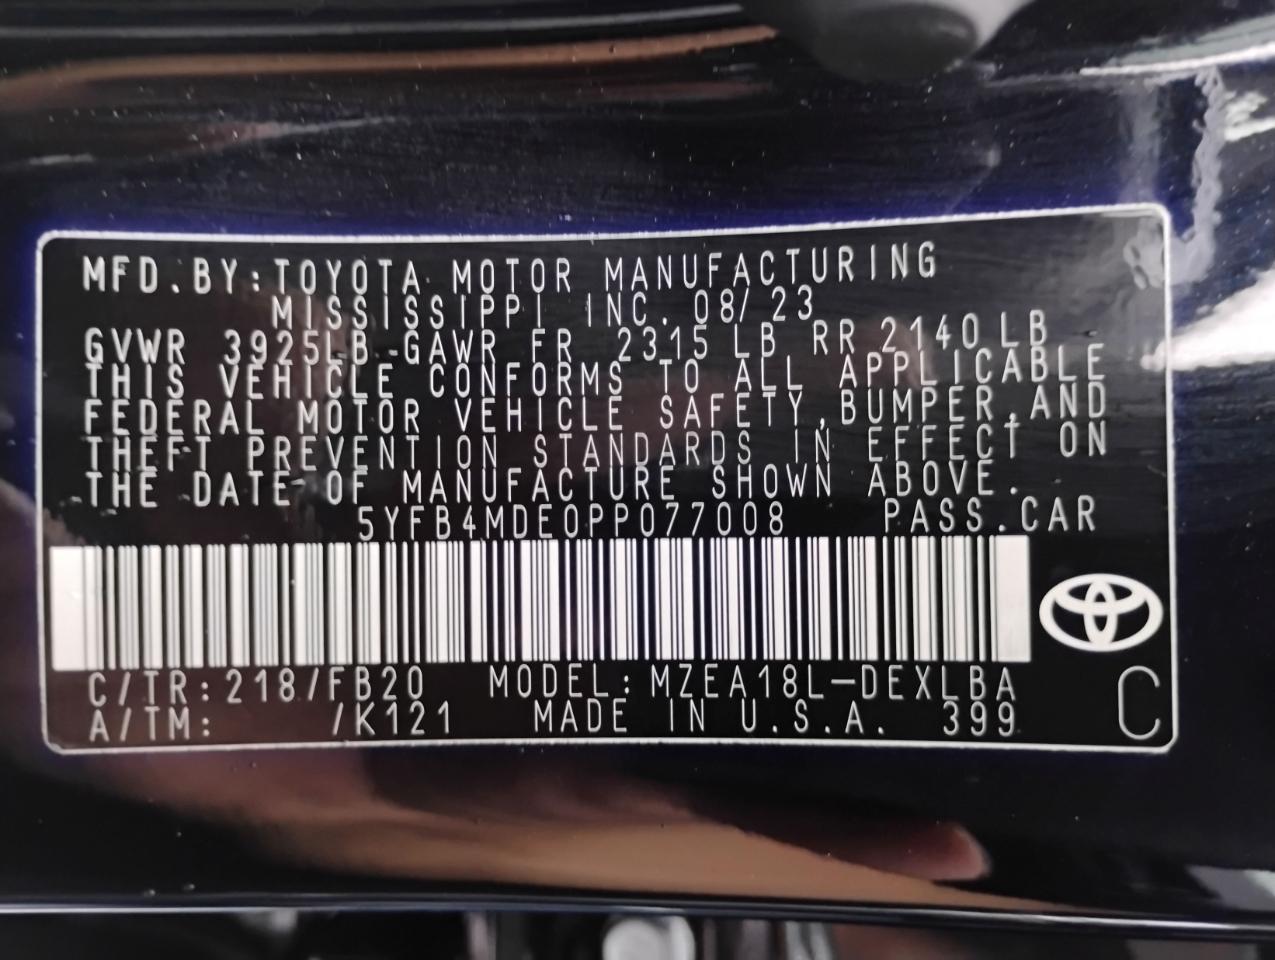 MFD. BY: TOYOTA MOTOR MANUFACTURING
MISSISSIPPI INC. 08/23
GVWR 3925LB GAWR FR 2315 LB RR 2140 LB
THIS VEHICLE CONFORMS TO ALL APPLICABLE
FEDERAL MOTOR VEHICLE SAFETY, BUMPER, AND
THEFT PREVENTION STANDARDS IN EFFECT ON
THE DATE OF MANUFACTURE SHOWN ABOVE.
5YFB4MDE0PP077008 PASS. CAR
C/TR: 218/FB20 MODEL: MZEA18L-DEXLBA
A/TM: /K121 MADE IN U.S.A. 399
C